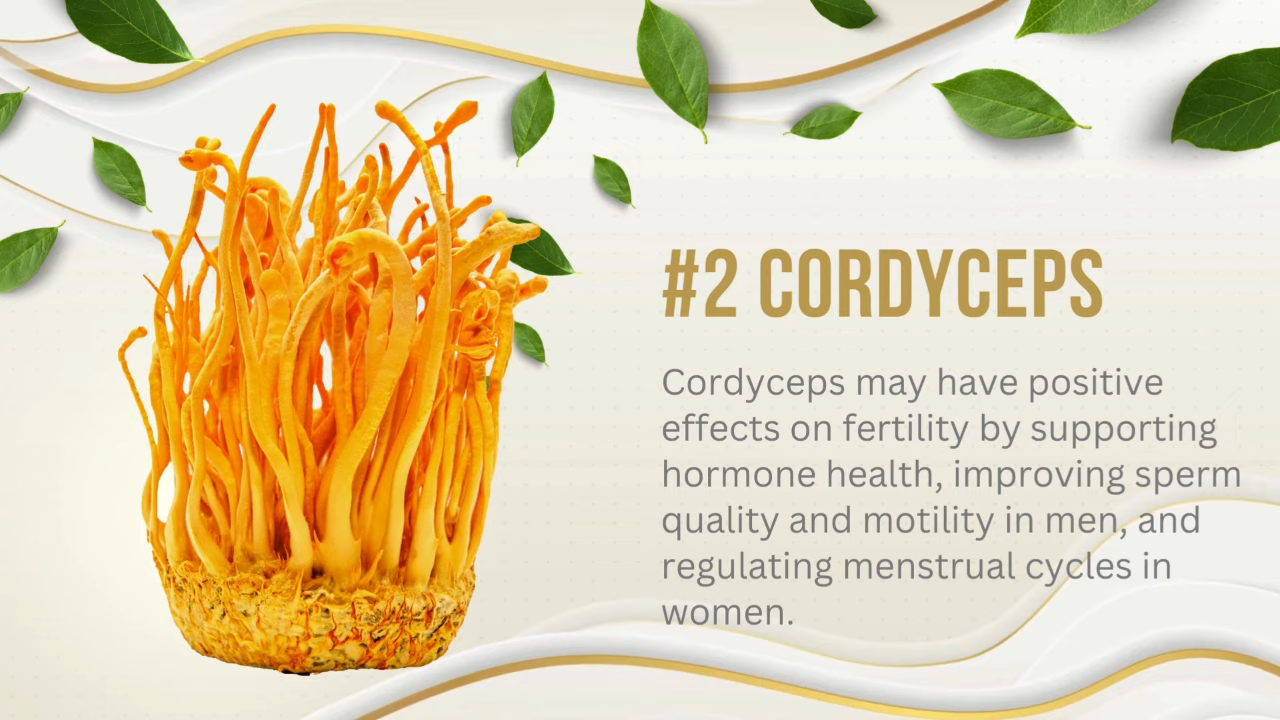 #2 CORDYCEPS
Cordyceps may have positive
effects on fertility by supporting
hormone health, improving sperm
quality and motility in men, and
regulating menstrual cycles in
women.